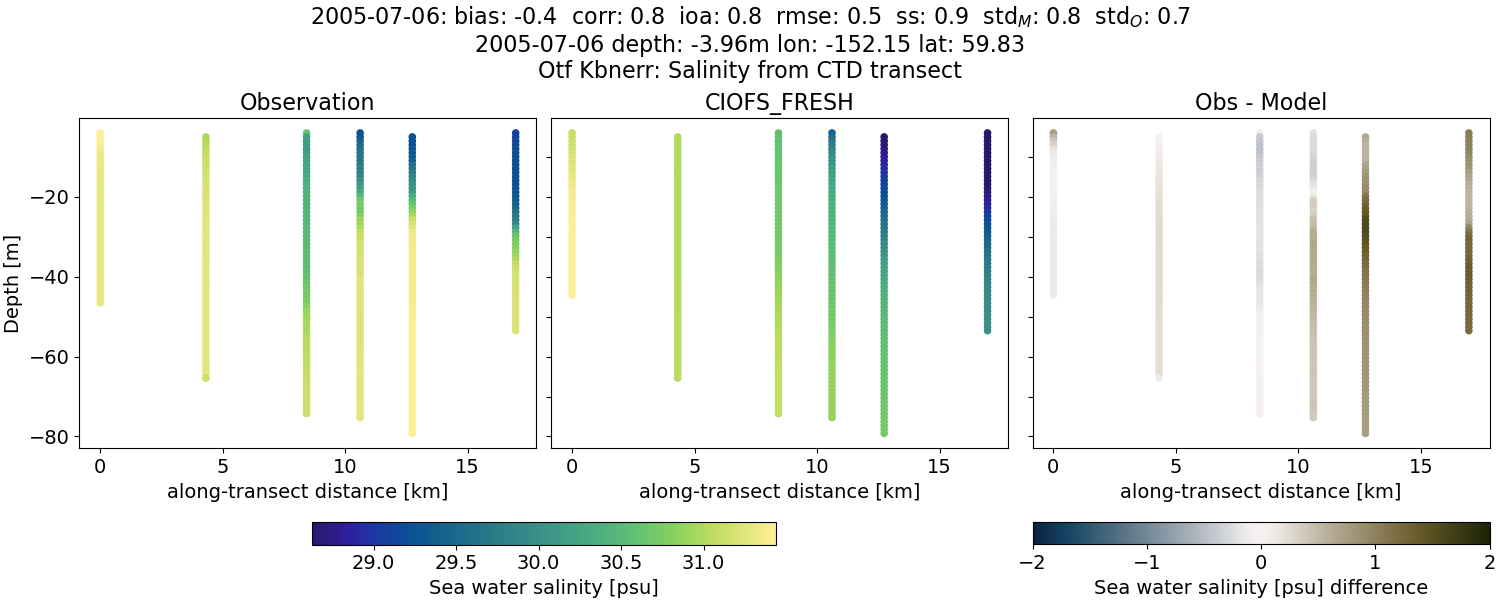 2005-07-06: bias: -0.4 corr: 0.8 ioa: 0.8 rmse: 0.5 ss: 0.9 std_M: 0.8 std_O: 0.7
2005-07-06 depth: -3.96m lon: -152.15 lat: 59.83
Otf Kbnerr: Salinity from CTD transect
Observation
CIOFS_FRESH
Obs - Model
Depth [m]
−20
−40
−60
−80
0 5 10 15
0 5 10 15
0 5 10 15
along-transect distance [km]
along-transect distance [km]
along-transect distance [km]
29.0 29.5 30.0 30.5 31.0
Sea water salinity [psu]
−2 −1 0 1 2
Sea water salinity [psu] difference